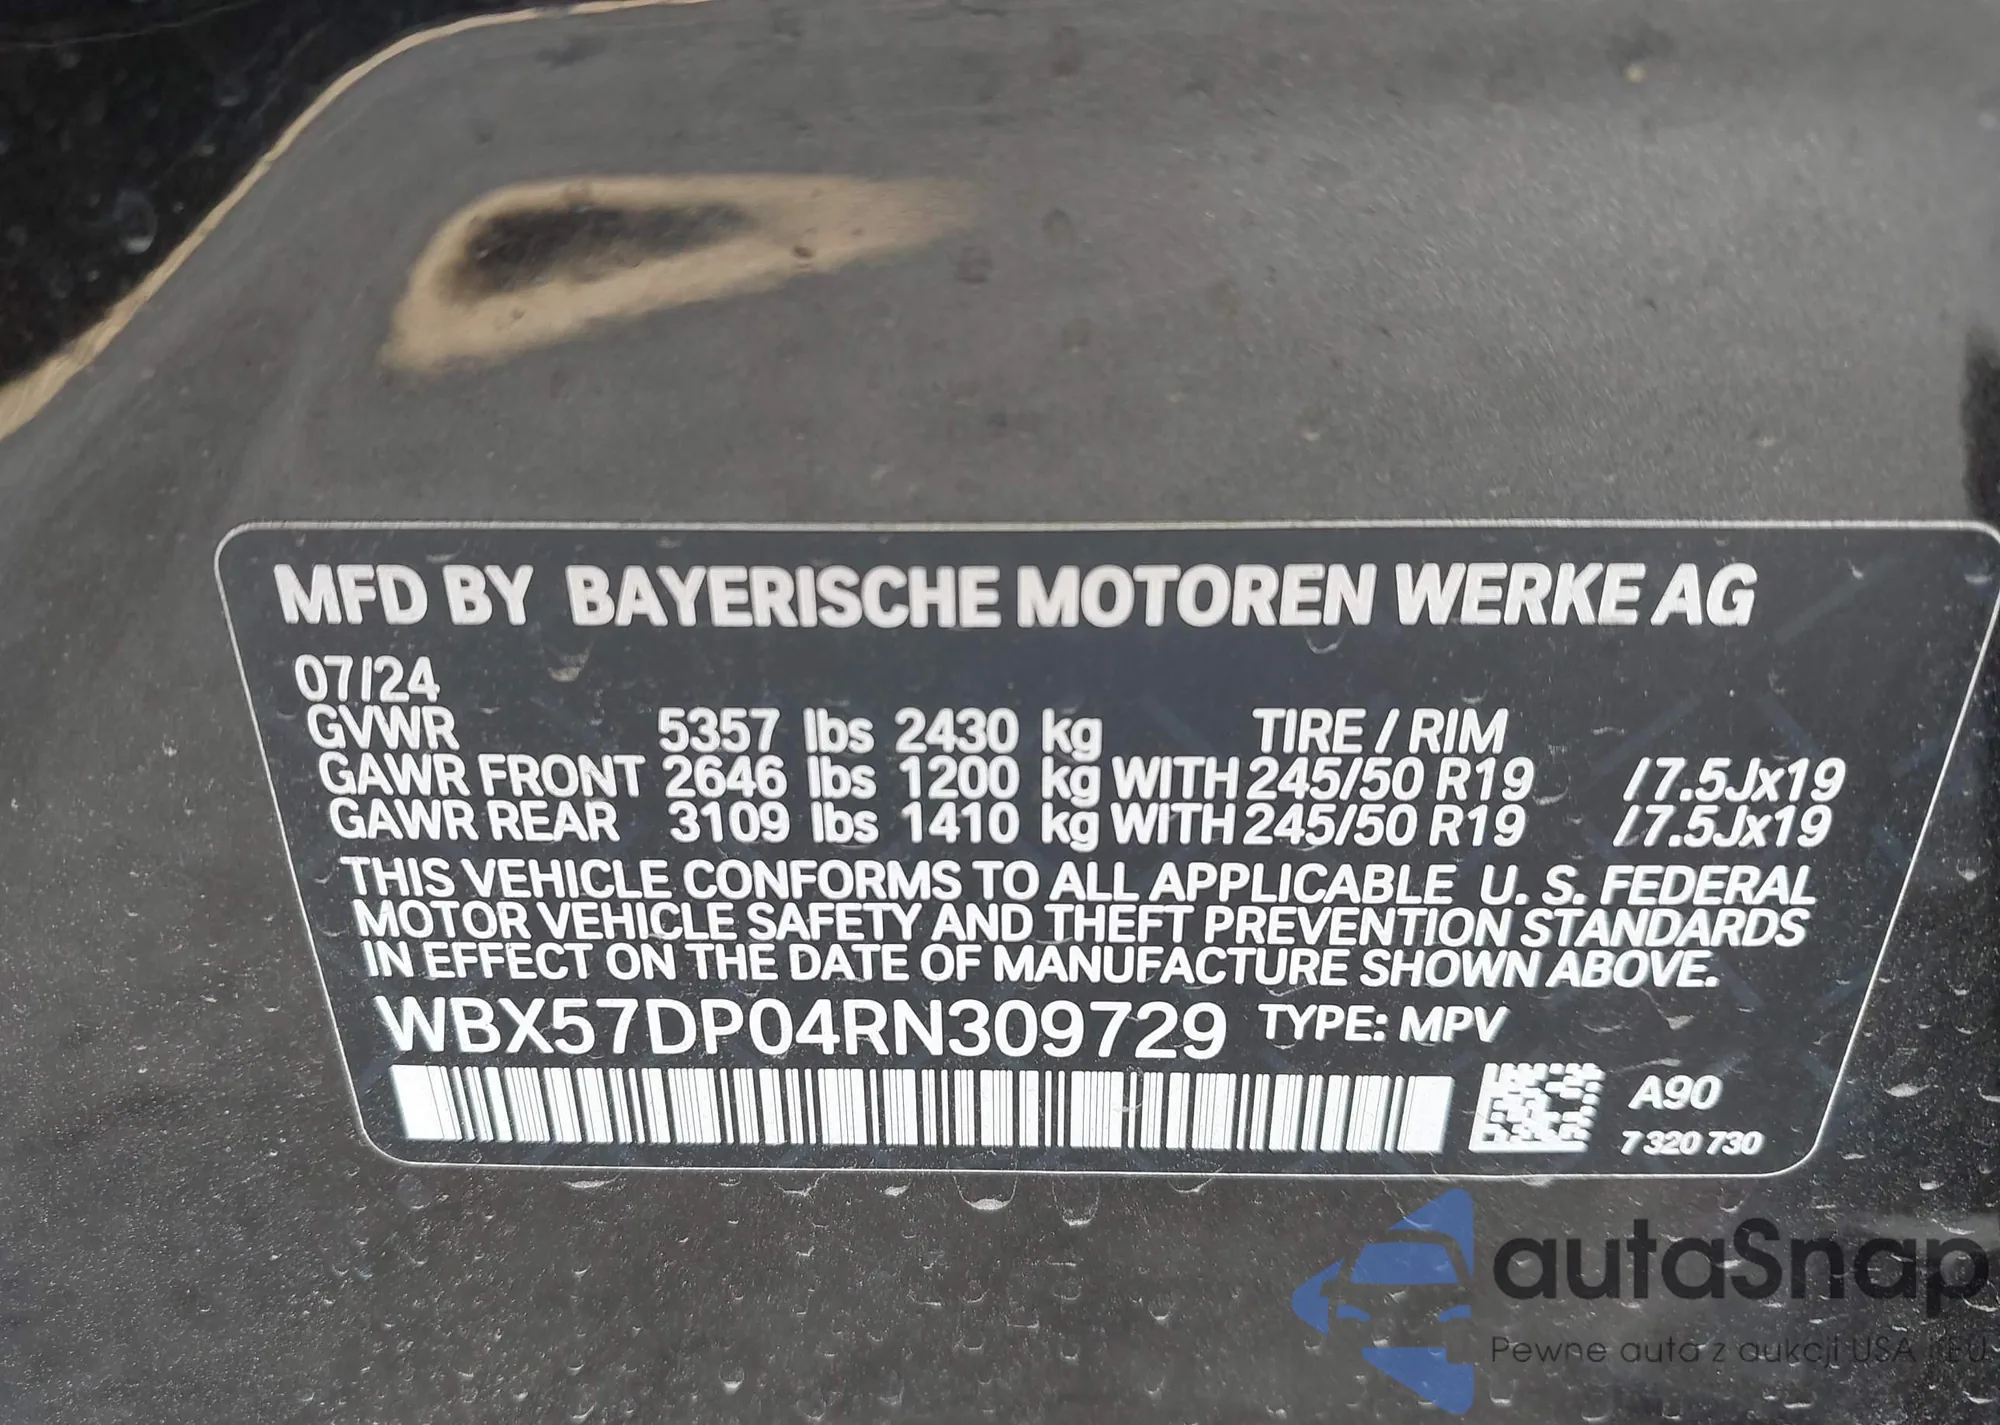 MFD BY BAYERISCHE MOTOREN WERKE AG
07/24
GVWR 5357 lbs 2430 kg TIRE / RIM
GAWR FRONT 2646 lbs 1200 kg WITH 245/50 R19 /7.5Jx19
GAWR REAR 3109 lbs 1410 kg WITH 245/50 R19 /7.5Jx19
THIS VEHICLE CONFORMS TO ALL APPLICABLE U. S. FEDERAL
MOTOR VEHICLE SAFETY AND THEFT PREVENTION STANDARDS
IN EFFECT ON THE DATE OF MANUFACTURE SHOWN ABOVE.
WBX57DP04RN309729 TYPE: MPV
A90
7 320 730
autaSnap
Pewne auta z aukcji USA i EU